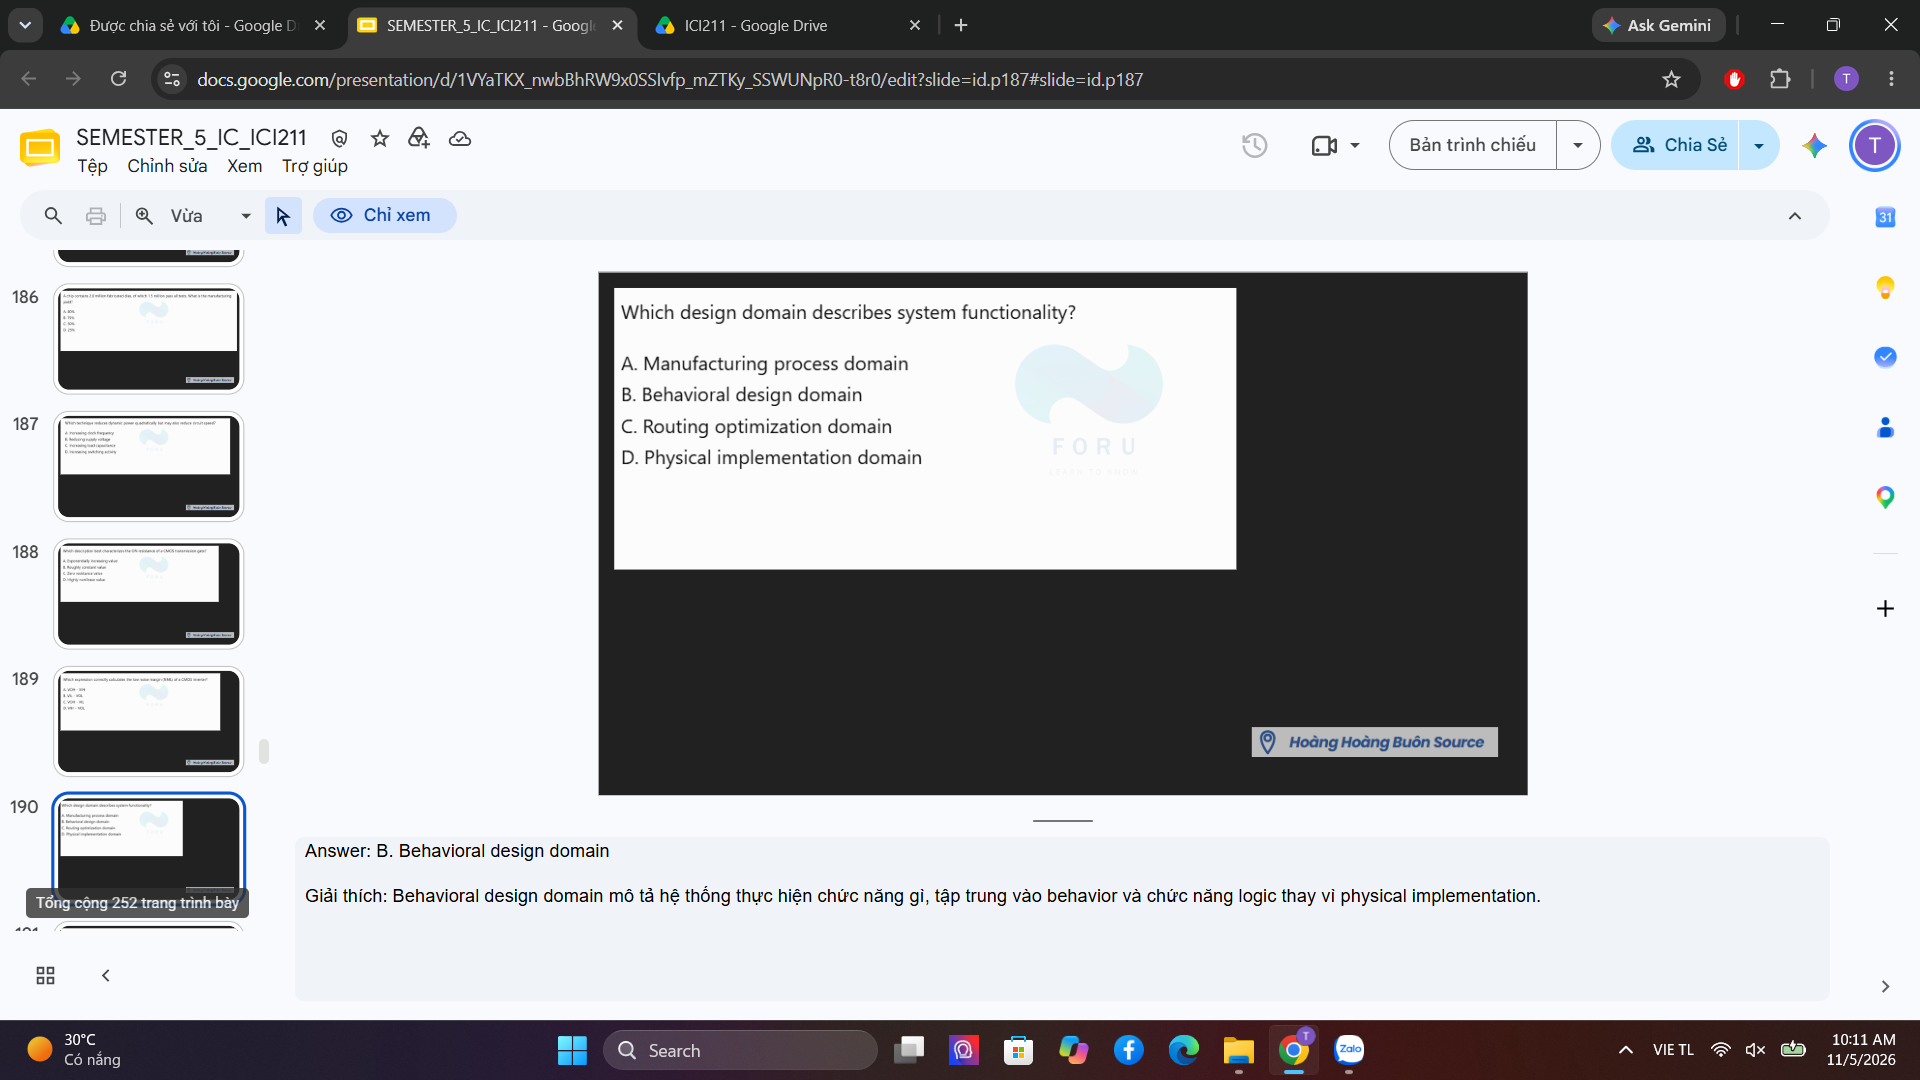 Được chia sẻ với tôi - Google D
SEMESTER_5_IC_ICI211 - Google
ICI211 - Google Drive
Ask Gemini
docs.google.com/presentation/d/1VYaTKX_nwbBhRW9x0SSIvfp_mZTKy_SSWUNpR0-t8r0/edit?slide=id.p187#slide=id.p187
T
SEMESTER_5_IC_ICI211
Tệp Chỉnh sửa Xem Trợ giúp
Bản trình chiếu
Chia Sẻ
T
Vừa
Chỉ xem
31
186
187
188
189
190
Tổng cộng 252 trang trình bày
Which design domain describes system functionality?
A. Manufacturing process domain
B. Behavioral design domain
C. Routing optimization domain
D. Physical implementation domain
FORU
Hoàng Hoàng Buôn Source
Answer: B. Behavioral design domain
Giải thích: Behavioral design domain mô tả hệ thống thực hiện chức năng gì, tập trung vào behavior và chức năng logic thay vì physical implementation.
30°C
Có nắng
Search
Zalo
VIE TL
10:11 AM
11/5/2026